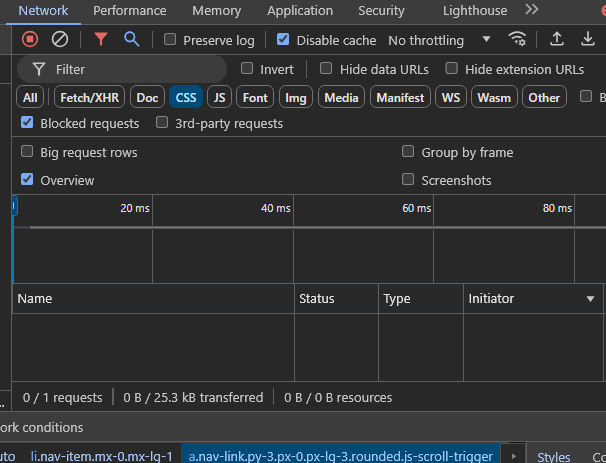 Network Performance Memory Application Security Lighthouse
Preserve log Disable cache No throttling
Filter Invert Hide data URLs Hide extension URLs
All Fetch/XHR Doc CSS JS Font Img Media Manifest WS Wasm Other B
Blocked requests 3rd-party requests
Big request rows Group by frame
Overview Screenshots
20 ms 40 ms 60 ms 80 ms
Name Status Type Initiator
0 / 1 requests 0 B / 25.3 kB transferred 0 B / 0 B resources
ork conditions
uto li.nav-item.mx-0.mx-lg-1 a.nav-link.py-3.px-0.px-lg-3.rounded.js-scroll-trigger Styles Co